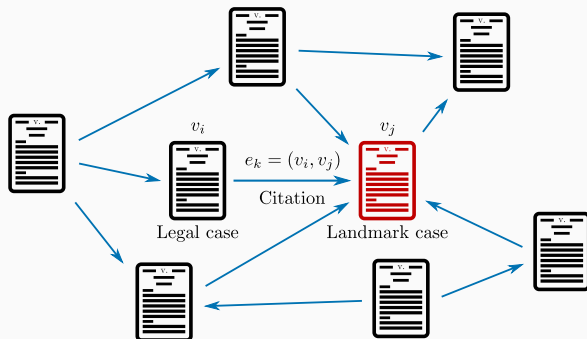 v.
v.
v.
v_i
v_j
v.
v.
e_k = (v_i, v_j)
Citation
Legal case
Landmark case
v.
v.
v.